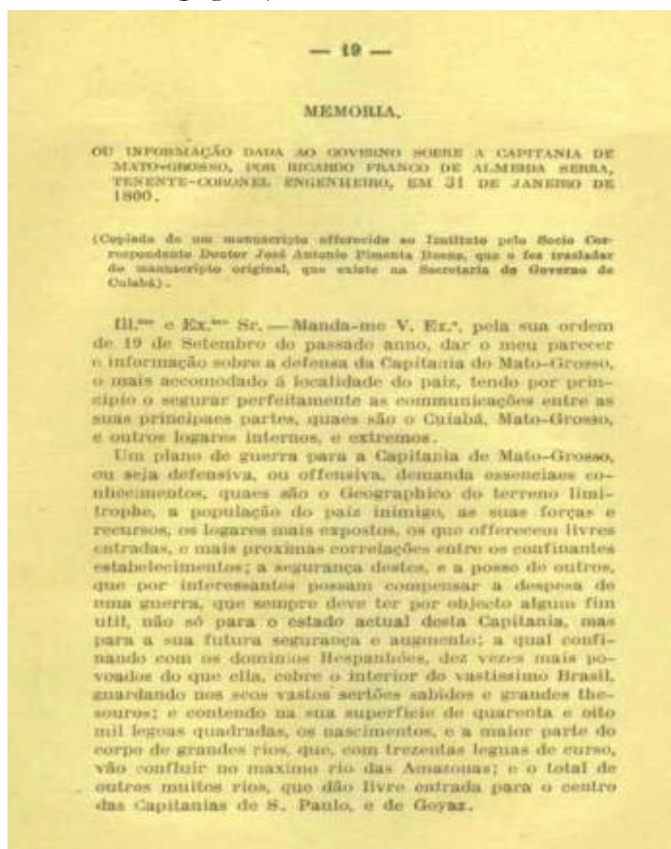 — 19 —
MEMORIA,
OU INFORMAÇÃO DADA AO GOVERNO SOBRE A CAPITANIA DE
MATO-GROSSO, POR RICARDO FRANCO DE ALMEIDA SERRA,
TENENTE-CORONEL ENGENHEIRO, EM 31 DE JANEIRO DE
1800.
(Copiada de um manuscripto offerecido ao Instituto pelo Socio Cor-
respondente Doutor José Antonio Pimenta Bueno, que o fez trasladar
do manuscripto original, que existe na Secretaria do Governo de
Cuiabá).
Ill.mo e Ex.mo Sr. — Manda-me V. Ex.ª, pela sua ordem
de 19 de Setembro do passado anno, dar o meu parecer
e informação sobre a defensa da Capitania do Mato-Grosso,
o mais accomodado á localidade do paiz, tendo por prin-
cipio o segurar perfeitamente as communicações entre as
suas principaes partes, quaes são o Cuiabá, Mato-Grosso,
e outros logares internos, e extremos.
Um plano de guerra para a Capitania de Mato-Grosso,
ou seja defensiva, ou offensiva, demanda essenciaes co-
nhecimentos, quaes são o Geographico do terreno limi-
trophe, a população do paiz inimigo, as suas forças e
recursos, os logares mais expostos, os que offerecem livres
entradas, e mais proximas correlações entre os confinantes
estabelecimentos; a segurança destes, e a posse de outros,
que por interessantes possam compensar a despesa de
uma guerra, que sempre deve ter por objecto algum fim
util, não só para o estado actual desta Capitania, mas
para a sua futura segurança e augmento; a qual confi-
nando com os dominios Hespanhóes, dez vezes mais po-
voados do que ella, cobre o interior do vastissimo Brasil,
guardando nos seos vastos sertões sabidos e grandes the-
souros; e contendo na sua superficie de quarenta e oito
mil legoas quadradas, os nascimentos, e a maior parte do
corpo de grandes rios, que, com trezentas leguas de curso,
vão confluir no maximo rio das Amazonas; e o total de
outros muitos rios, que dão livre entrada para o centro
das Capitanias de S. Paulo, e de Goyaz.